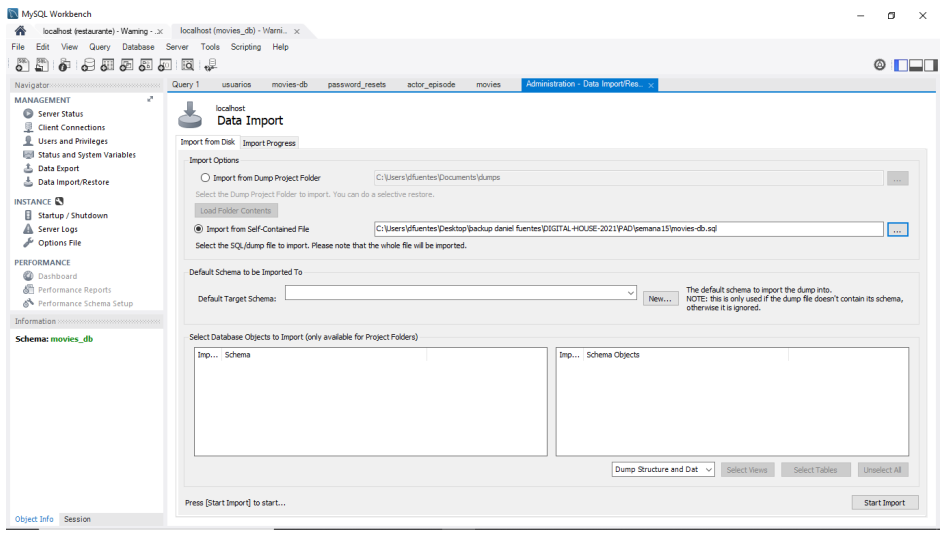 MySQL Workbench
localhost (restaurante) - Warning - ... x
localhost (movies_db) - Warni... x
File Edit View Query Database Server Tools Scripting Help
Navigator
Query 1 usuarios movies-db password_resets actor_episode movies Administration - Data Import/Res... x
MANAGEMENT
Server Status
Client Connections
Users and Privileges
Status and System Variables
Data Export
Data Import/Restore
INSTANCE
Startup / Shutdown
Server Logs
Options File
PERFORMANCE
Dashboard
Performance Reports
Performance Schema Setup
Information
Schema: movies_db
Object Info Session
localhost
Data Import
Import from Disk Import Progress
Import Options
Import from Dump Project Folder C:\Users\dfuentes\Documents\dumps ...
Select the Dump Project Folder to import. You can do a selective restore.
Load Folder Contents
Import from Self-Contained File C:\Users\dfuentes\Desktop\backup daniel fuentes\DIGITAL-HOUSE-2021\PAD\semana15\movies-db.sql ...
Select the SQL/dump file to import. Please note that the whole file will be imported.
Default Schema to be Imported To
Default Target Schema: New...
The default schema to import the dump into.
NOTE: this is only used if the dump file doesn't contain its schema,
otherwise it is ignored.
Select Database Objects to Import (only available for Project Folders)
Imp... Schema
Imp... Schema Objects
Dump Structure and Dat Select Views Select Tables Unselect All
Press [Start Import] to start...
Start Import